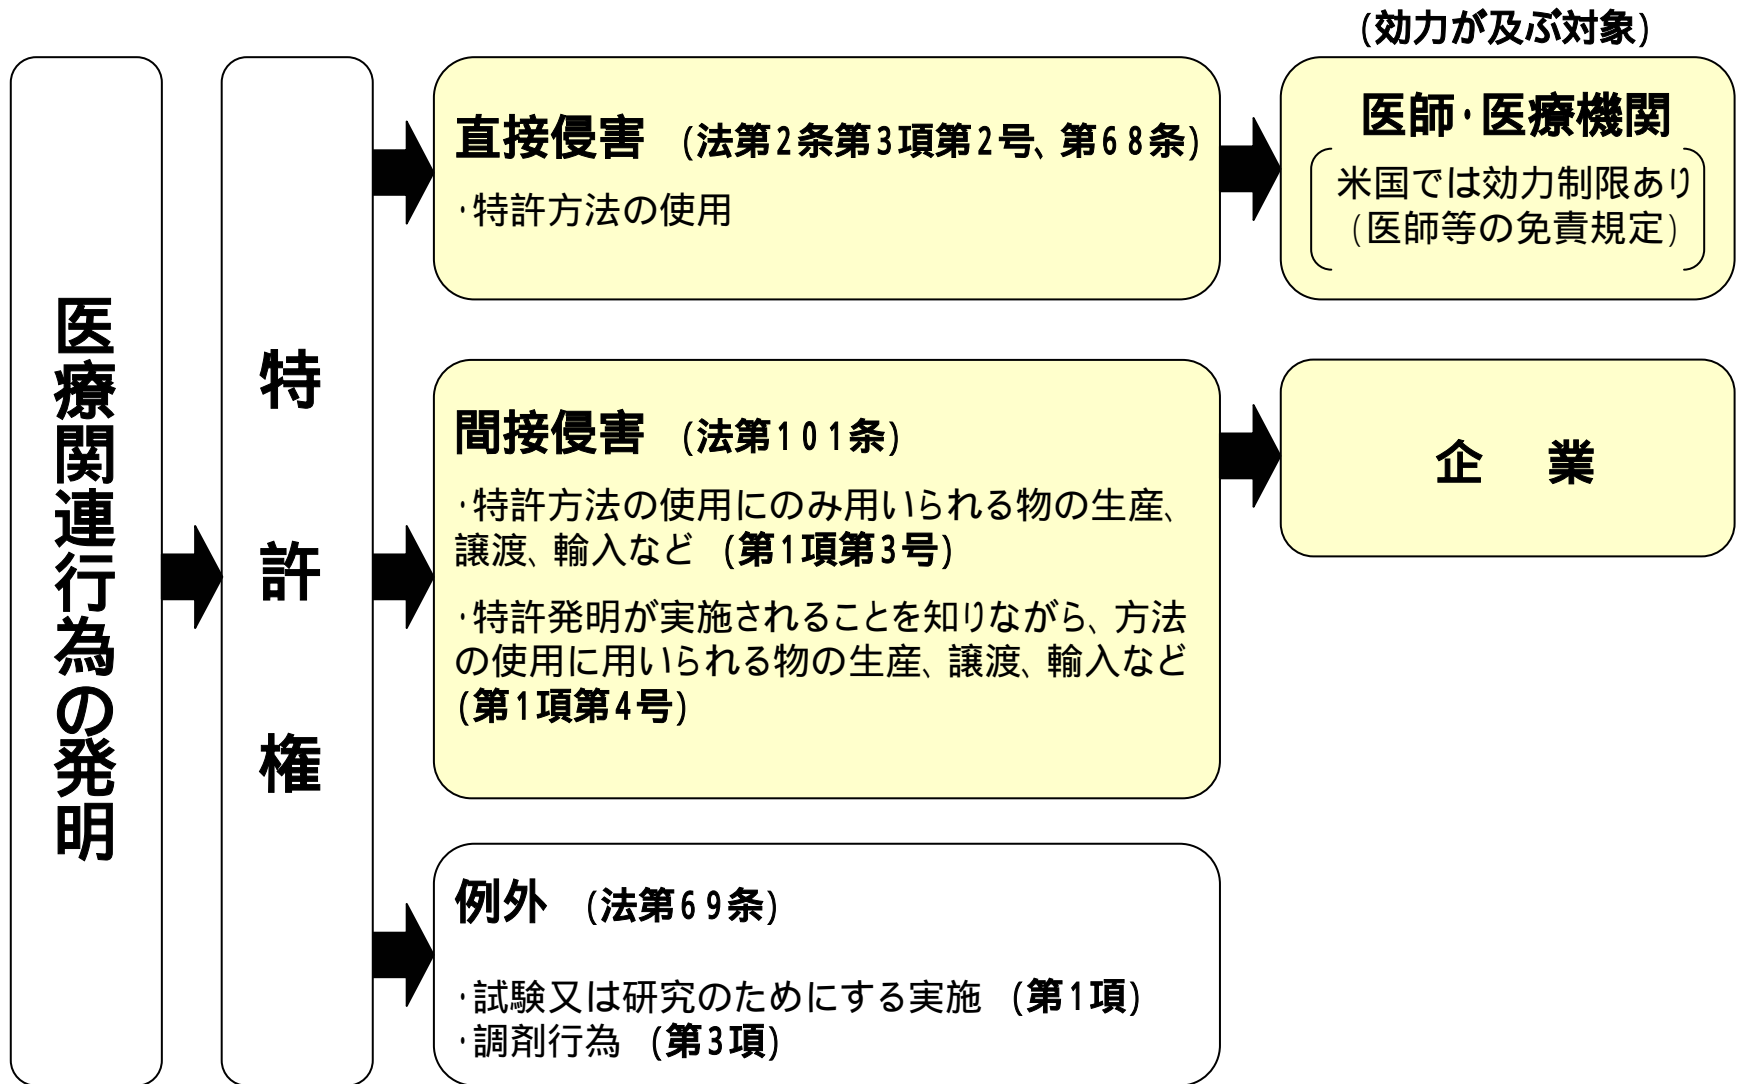 医療関連行為の発明
特許権
直接侵害 (法第2条第3項第2号、第68条)
・特許方法の使用
(効力が及ぶ対象)
医師・医療機関
米国では効力制限あり
(医師等の免責規定)
間接侵害 (法第101条)
・特許方法の使用にのみ用いられる物の生産、
譲渡、輸入など (第1項第3号)
・特許発明が実施されることを知りながら、方法
の使用に用いられる物の生産、譲渡、輸入など
(第1項第4号)
企 業
例外 (法第69条)
・試験又は研究のためにする実施 (第1項)
・調剤行為 (第3項)